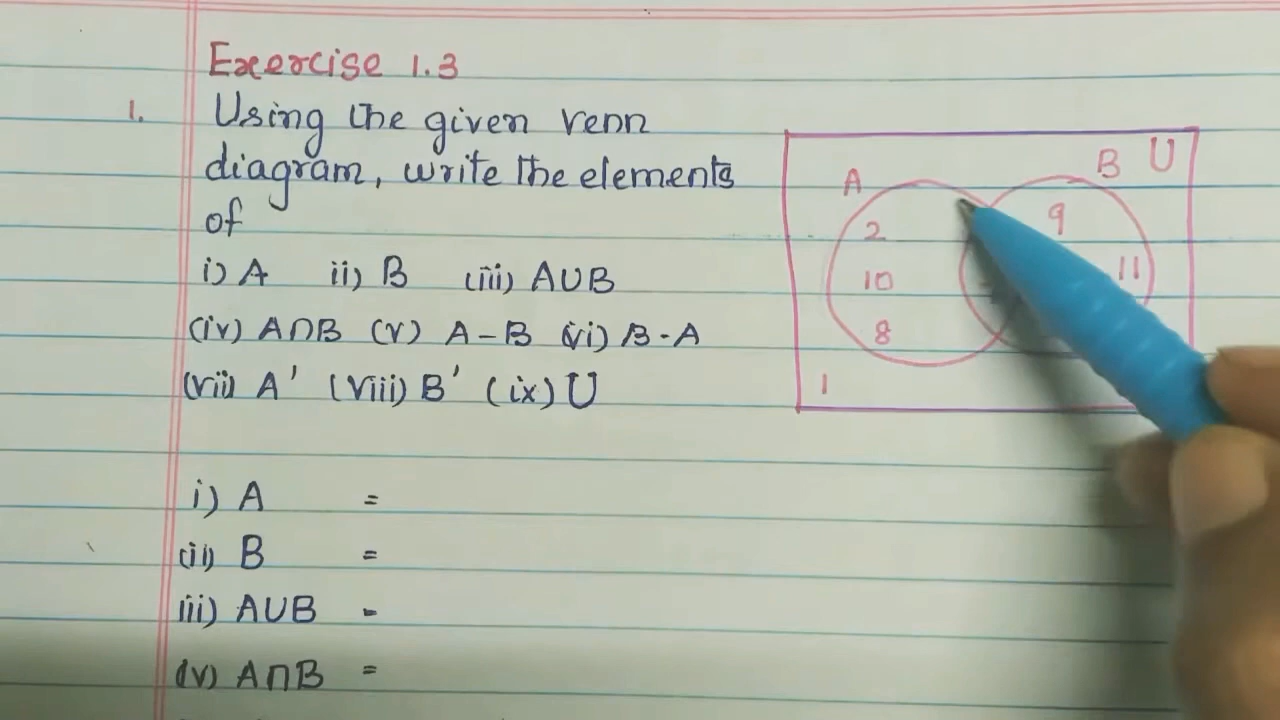 Exercise 1.3
1. Using the given venn
diagram, write the elements
of
i) A ii) B (iii) A∪B
(iv) A∩B (v) A-B (vi) B-A
(vii) A' (viii) B' (ix) U
A B U
2 9
10 11
8
1
i) A =
(ii) B =
iii) A∪B =
(iv) A∩B =